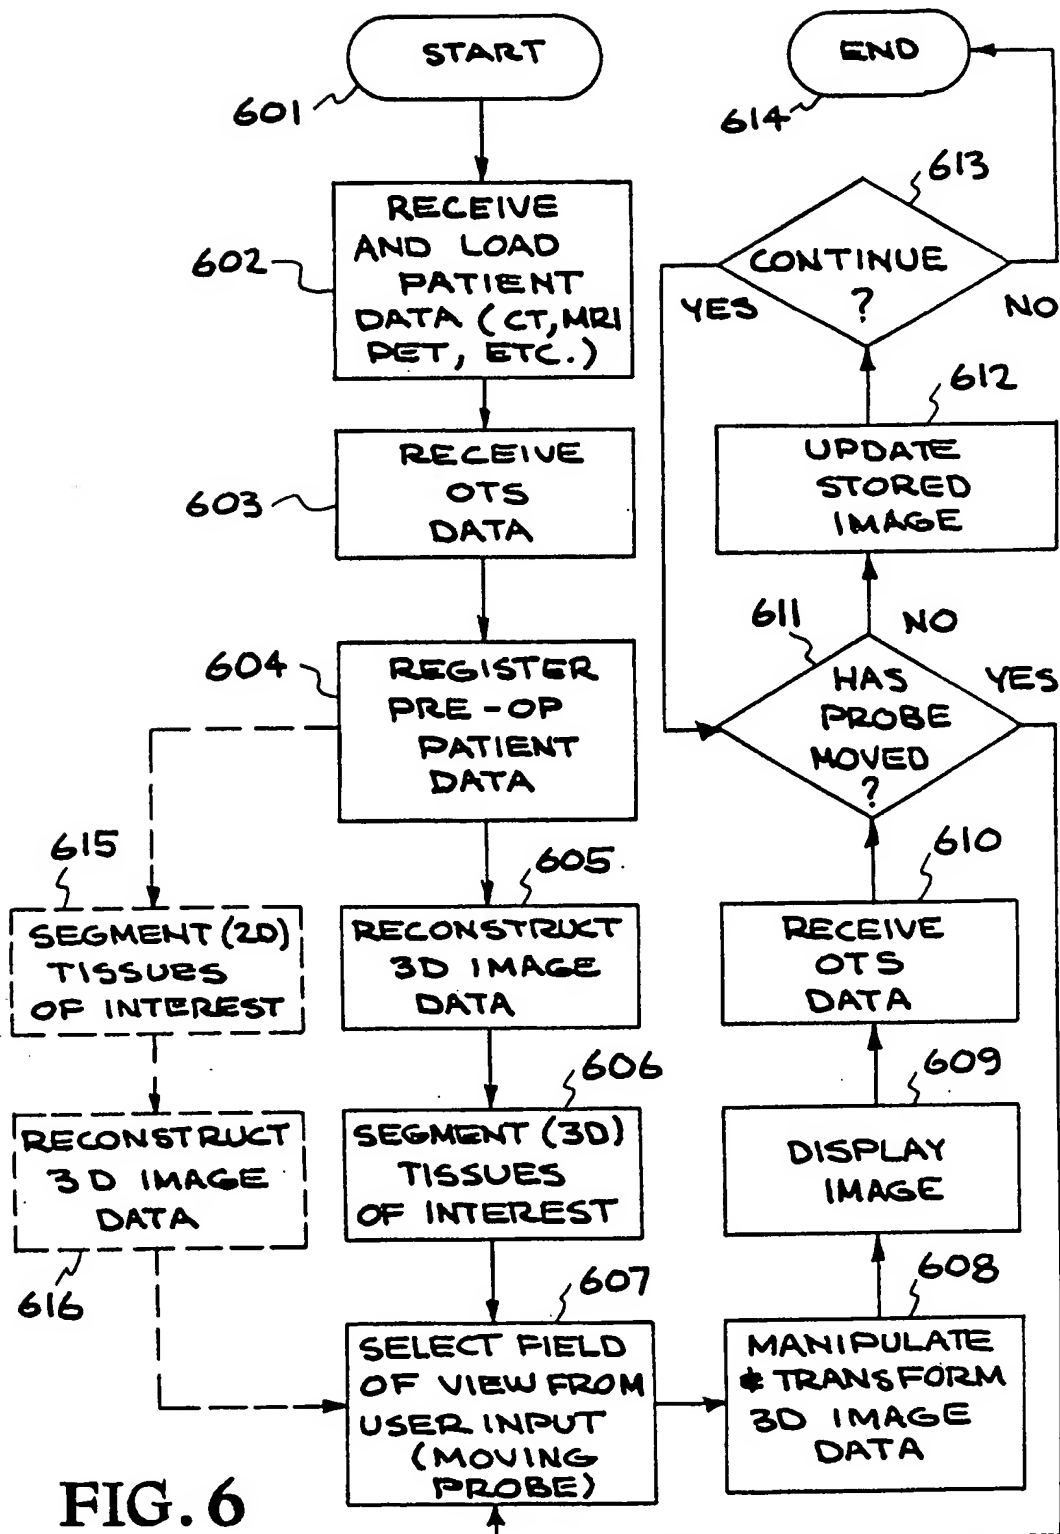 START
601
RECEIVE
AND LOAD
PATIENT
DATA (CT, MRI
PET, ETC.)
602
RECEIVE
OTS
DATA
603
REGISTER
PRE-OP
PATIENT
DATA
604
615
SEGMENT (2D)
TISSUES
OF INTEREST
RECONSTRUCT
3D IMAGE
DATA
616
605
RECONSTRUCT
3D IMAGE
DATA
606
SEGMENT (3D)
TISSUES
OF INTEREST
607
SELECT FIELD
OF VIEW FROM
USER INPUT
(MOVING
PROBE)
608
MANIPULATE
& TRANSFORM
3D IMAGE
DATA
609
DISPLAY
IMAGE
610
RECEIVE
OTS
DATA
611
HAS
PROBE
MOVED
?
NO
YES
612
UPDATE
STORED
IMAGE
613
CONTINUE
?
YES
NO
END
614
FIG. 6